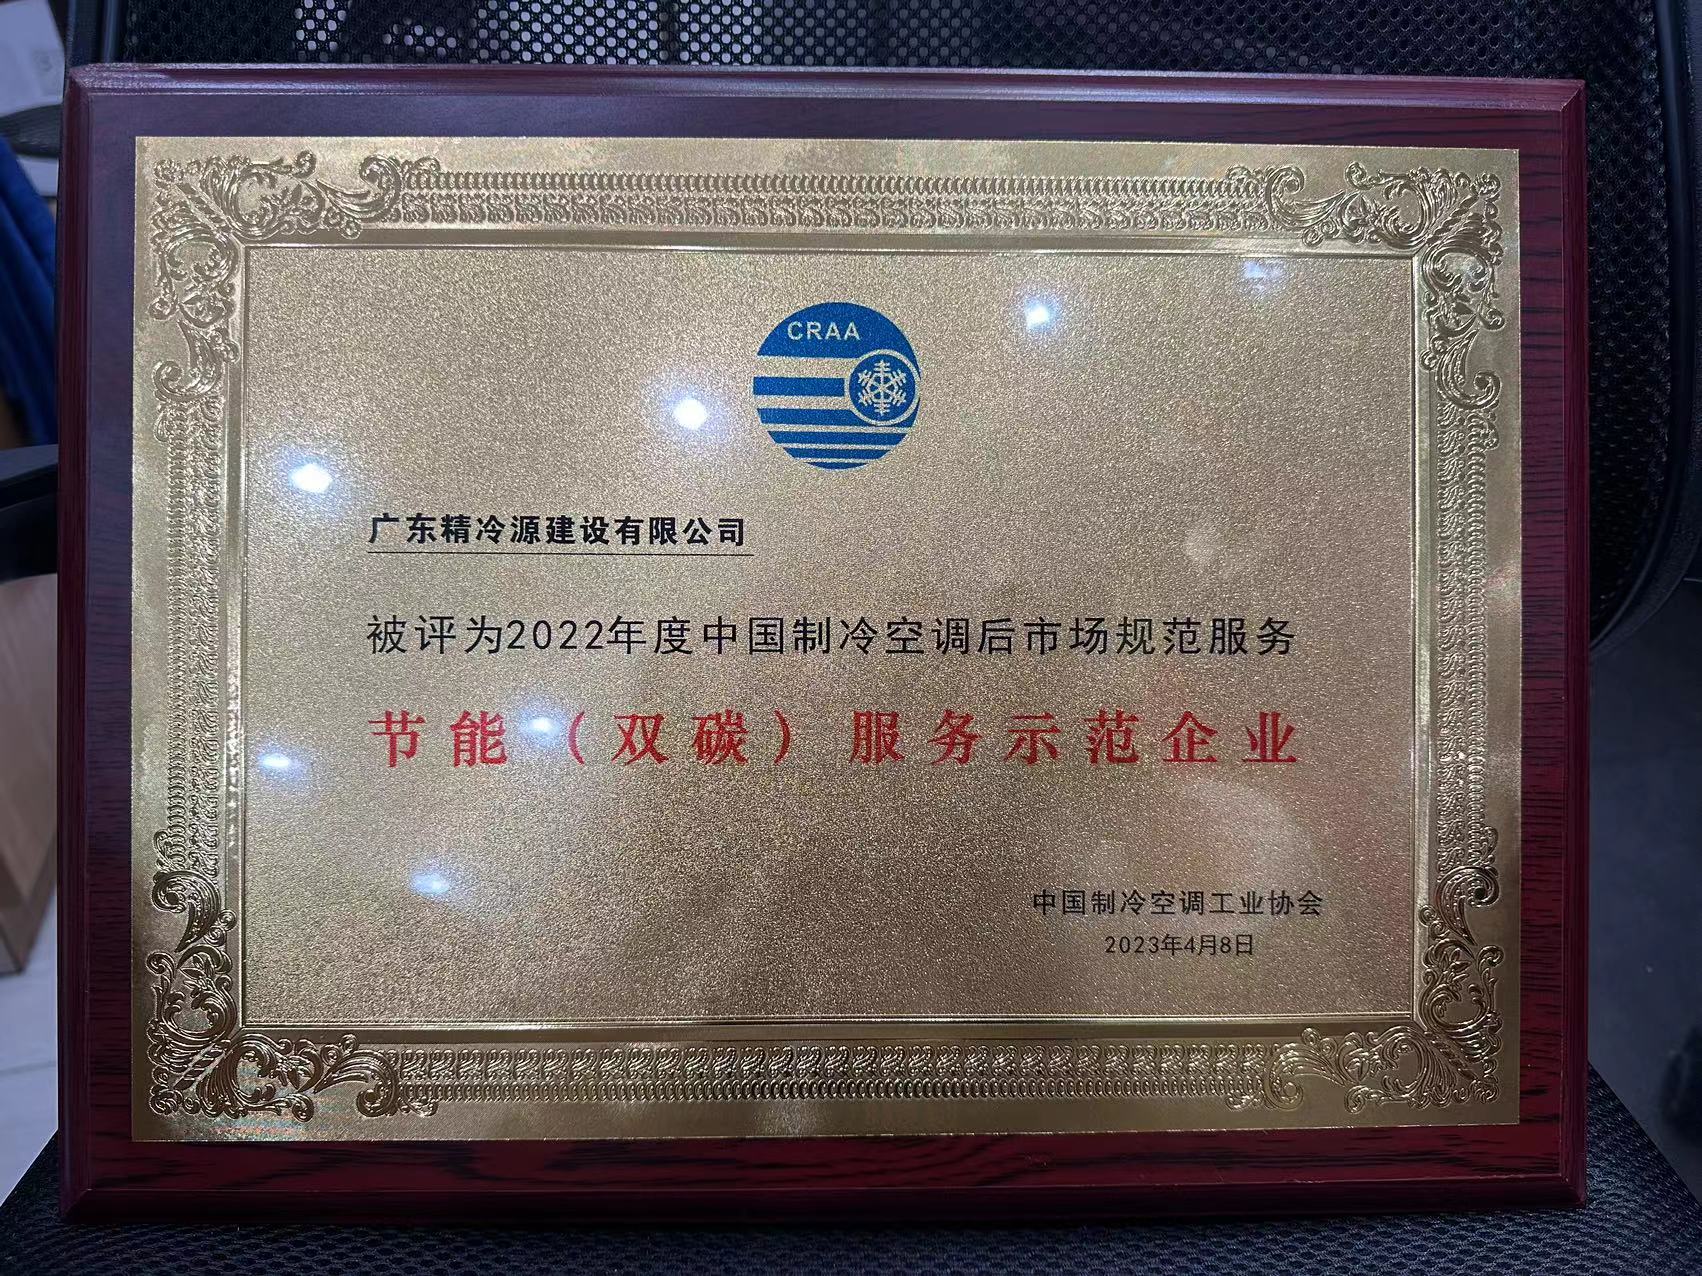 CRAA
广东精冷源建设有限公司
被评为2022年度中国制冷空调后市场规范服务
节能（双碳）服务示范企业
中国制冷空调工业协会
2023年4月8日